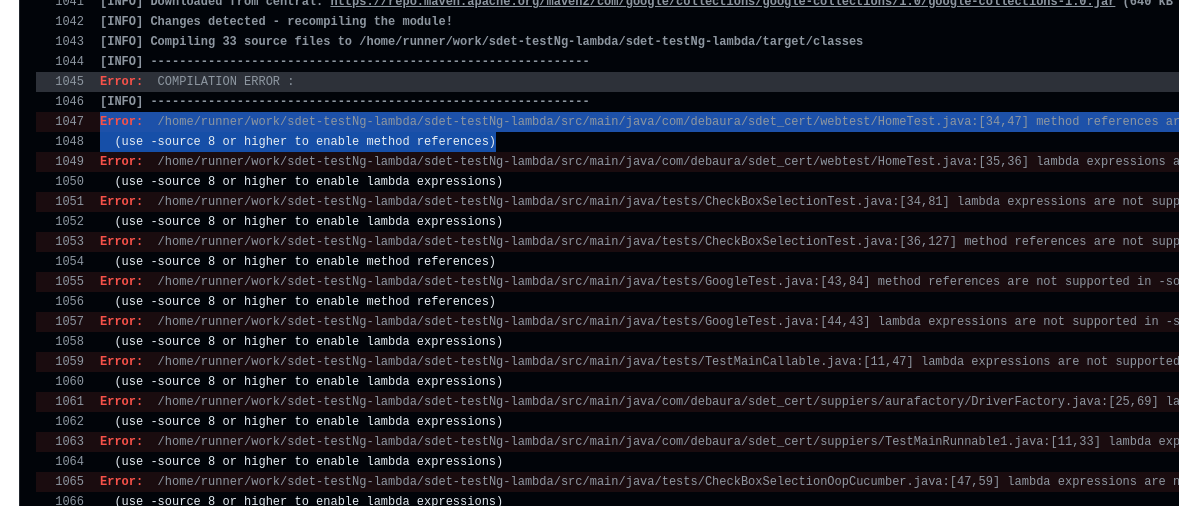 1041 [INFO] Downloaded from central: https://repo.maven.apache.org/maven2/com/google/collections/google-collections/1.0/google-collections-1.0.jar (640 kB
1042 [INFO] Changes detected - recompiling the module!
1043 [INFO] Compiling 33 source files to /home/runner/work/sdet-testNg-lambda/sdet-testNg-lambda/target/classes
1044 [INFO] -------------------------------------------------------------
1045 Error:  COMPILATION ERROR :
1046 [INFO] -------------------------------------------------------------
1047 Error:  /home/runner/work/sdet-testNg-lambda/sdet-testNg-lambda/src/main/java/com/debaura/sdet_cert/webtest/HomeTest.java:[34,47] method references ar
1048   (use -source 8 or higher to enable method references)
1049 Error:  /home/runner/work/sdet-testNg-lambda/sdet-testNg-lambda/src/main/java/com/debaura/sdet_cert/webtest/HomeTest.java:[35,36] lambda expressions a
1050   (use -source 8 or higher to enable lambda expressions)
1051 Error:  /home/runner/work/sdet-testNg-lambda/sdet-testNg-lambda/src/main/java/tests/CheckBoxSelectionTest.java:[34,81] lambda expressions are not supp
1052   (use -source 8 or higher to enable lambda expressions)
1053 Error:  /home/runner/work/sdet-testNg-lambda/sdet-testNg-lambda/src/main/java/tests/CheckBoxSelectionTest.java:[36,127] method references are not supp
1054   (use -source 8 or higher to enable method references)
1055 Error:  /home/runner/work/sdet-testNg-lambda/sdet-testNg-lambda/src/main/java/tests/GoogleTest.java:[43,84] method references are not supported in -so
1056   (use -source 8 or higher to enable method references)
1057 Error:  /home/runner/work/sdet-testNg-lambda/sdet-testNg-lambda/src/main/java/tests/GoogleTest.java:[44,43] lambda expressions are not supported in -s
1058   (use -source 8 or higher to enable lambda expressions)
1059 Error:  /home/runner/work/sdet-testNg-lambda/sdet-testNg-lambda/src/main/java/tests/TestMainCallable.java:[11,47] lambda expressions are not supported
1060   (use -source 8 or higher to enable lambda expressions)
1061 Error:  /home/runner/work/sdet-testNg-lambda/sdet-testNg-lambda/src/main/java/com/debaura/sdet_cert/suppiers/aurafactory/DriverFactory.java:[25,69] la
1062   (use -source 8 or higher to enable lambda expressions)
1063 Error:  /home/runner/work/sdet-testNg-lambda/sdet-testNg-lambda/src/main/java/com/debaura/sdet_cert/suppiers/TestMainRunnable1.java:[11,33] lambda exp
1064   (use -source 8 or higher to enable lambda expressions)
1065 Error:  /home/runner/work/sdet-testNg-lambda/sdet-testNg-lambda/src/main/java/tests/CheckBoxSelectionOopCucumber.java:[47,59] lambda expressions are n
1066   (use -source 8 or higher to enable lambda expressions)